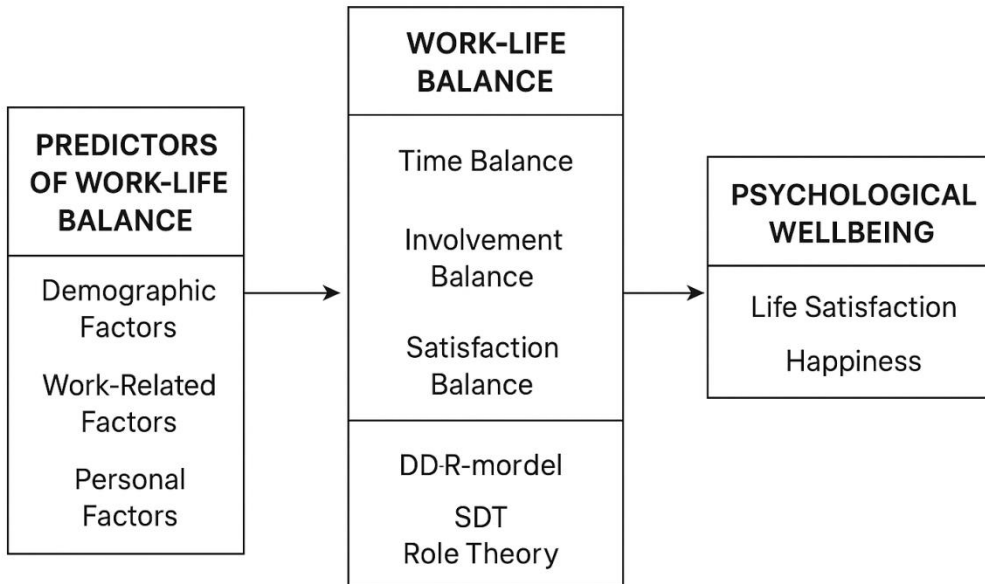 PREDICTORS
OF WORK-LIFE
BALANCE
Demographic
Factors
Work-Related
Factors
Personal
Factors
WORK-LIFE
BALANCE
Time Balance
Involvement
Balance
Satisfaction
Balance
DD-R-mordel
SDT
Role Theory
PSYCHOLOGICAL
WELLBEING
Life Satisfaction
Happiness